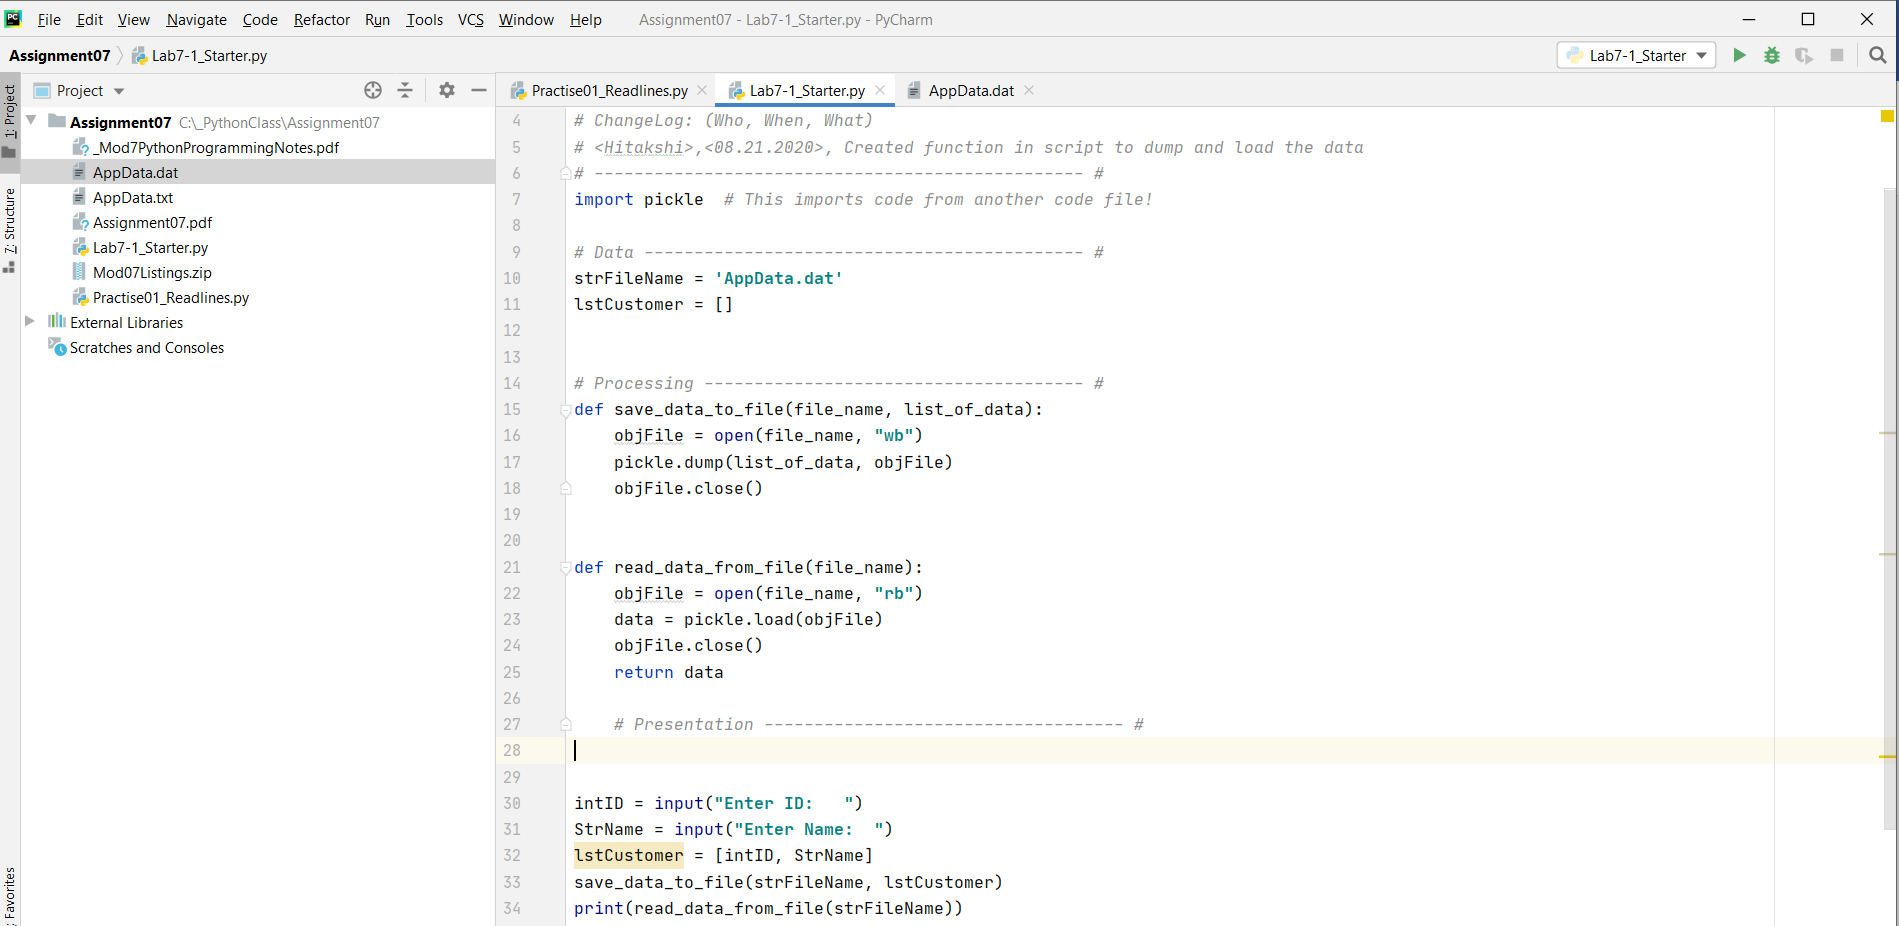 File Edit View Navigate Code Refactor Run Tools VCS Window Help Assignment07 - Lab7-1_Starter.py - PyCharm
Assignment07 Lab7-1_Starter.py Lab7-1_Starter
Project Practise01_Readlines.py Lab7-1_Starter.py AppData.dat
1: Project
7: Structure
Favorites
Assignment07 C:\_PythonClass\Assignment07
_Mod7PythonProgrammingNotes.pdf
AppData.dat
AppData.txt
Assignment07.pdf
Lab7-1_Starter.py
Mod07Listings.zip
Practise01_Readlines.py
External Libraries
Scratches and Consoles
4 # ChangeLog: (Who, When, What)
5 # <Hitakshi>,<08.21.2020>, Created function in script to dump and load the data
6 # ------------------------------------------------- #
7 import pickle  # This imports code from another code file!
8
9 # Data -------------------------------------------- #
10 strFileName = 'AppData.dat'
11 lstCustomer = []
12
13
14 # Processing -------------------------------------- #
15 def save_data_to_file(file_name, list_of_data):
16     objFile = open(file_name, "wb")
17     pickle.dump(list_of_data, objFile)
18     objFile.close()
19
20
21 def read_data_from_file(file_name):
22     objFile = open(file_name, "rb")
23     data = pickle.load(objFile)
24     objFile.close()
25     return data
26
27     # Presentation ------------------------------------ #
28
29
30 intID = input("Enter ID:   ")
31 StrName = input("Enter Name:  ")
32 lstCustomer = [intID, StrName]
33 save_data_to_file(strFileName, lstCustomer)
34 print(read_data_from_file(strFileName))